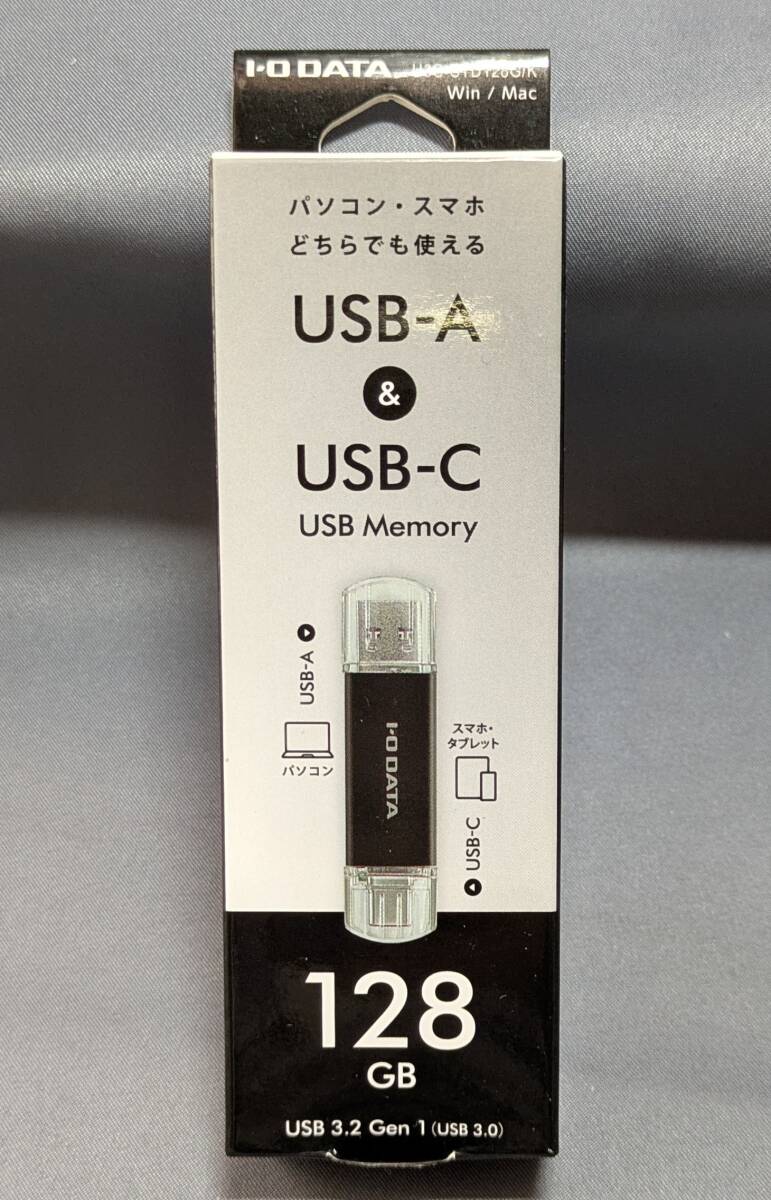 I-O DATA
Win / Mac
パソコン・スマホ
どちらでも使える
USB-A
&
USB-C
USB Memory
USB-A
パソコン
I-O DATA
スマホ・
タブレット
USB-C
128
GB
USB 3.2 Gen 1 (USB 3.0)